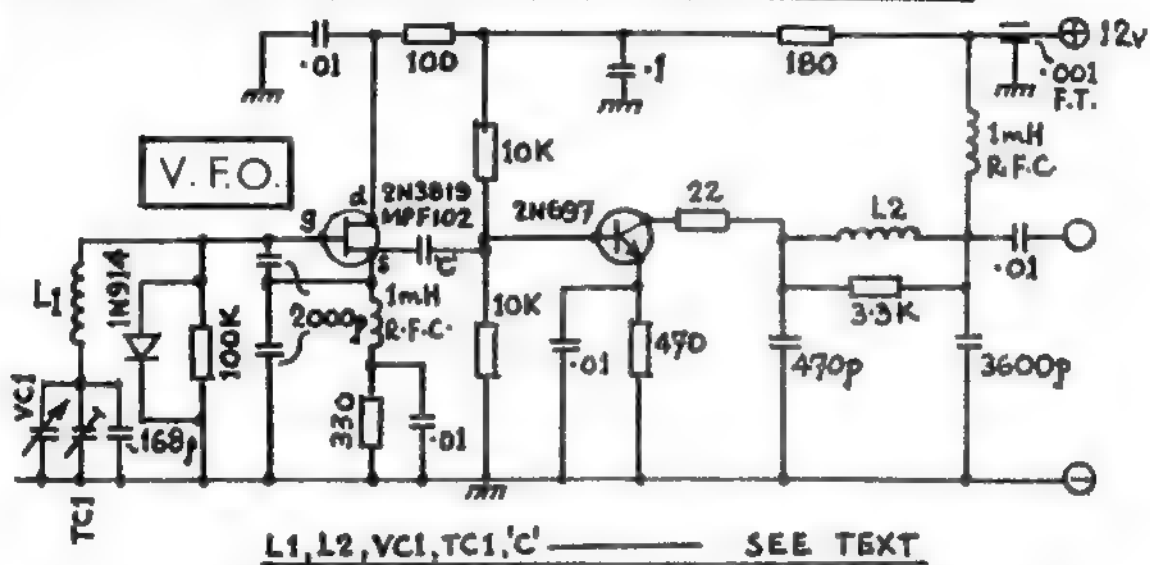 12v
.01
100
.1
180
.001
F.T.
1mH
R.F.C
V.F.O.
10K
2N3819
MPF102
d
g
s
C
2N697
22
L2
.01
L1
1N914
100K
2000p
1mH
R.F.C.
10K
.01
470
3.3K
470p
3600p
VC1
168p
330
.01
TC1
L1, L2, VC1, TC1, 'C' ——— SEE TEXT